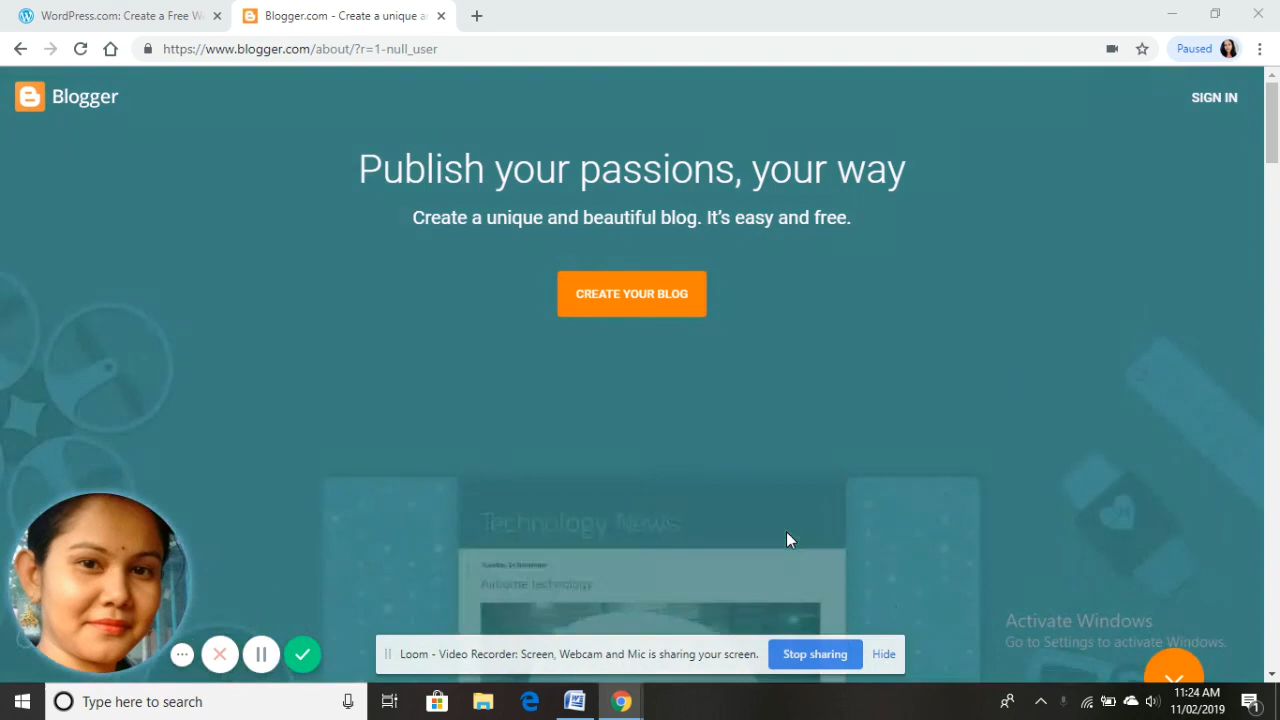 WordPress.com: Create a Free We
Blogger.com - Create a unique a
https://www.blogger.com/about/?r=1-null_user
Paused
Blogger
SIGN IN
Publish your passions, your way
Create a unique and beautiful blog. It's easy and free.
CREATE YOUR BLOG
Technology News
Airborne technology
Activate Windows
Go to Settings to activate Windows.
Loom - Video Recorder: Screen, Webcam and Mic is sharing your screen.
Stop sharing
Hide
Type here to search
11:24 AM
11/02/2019
1